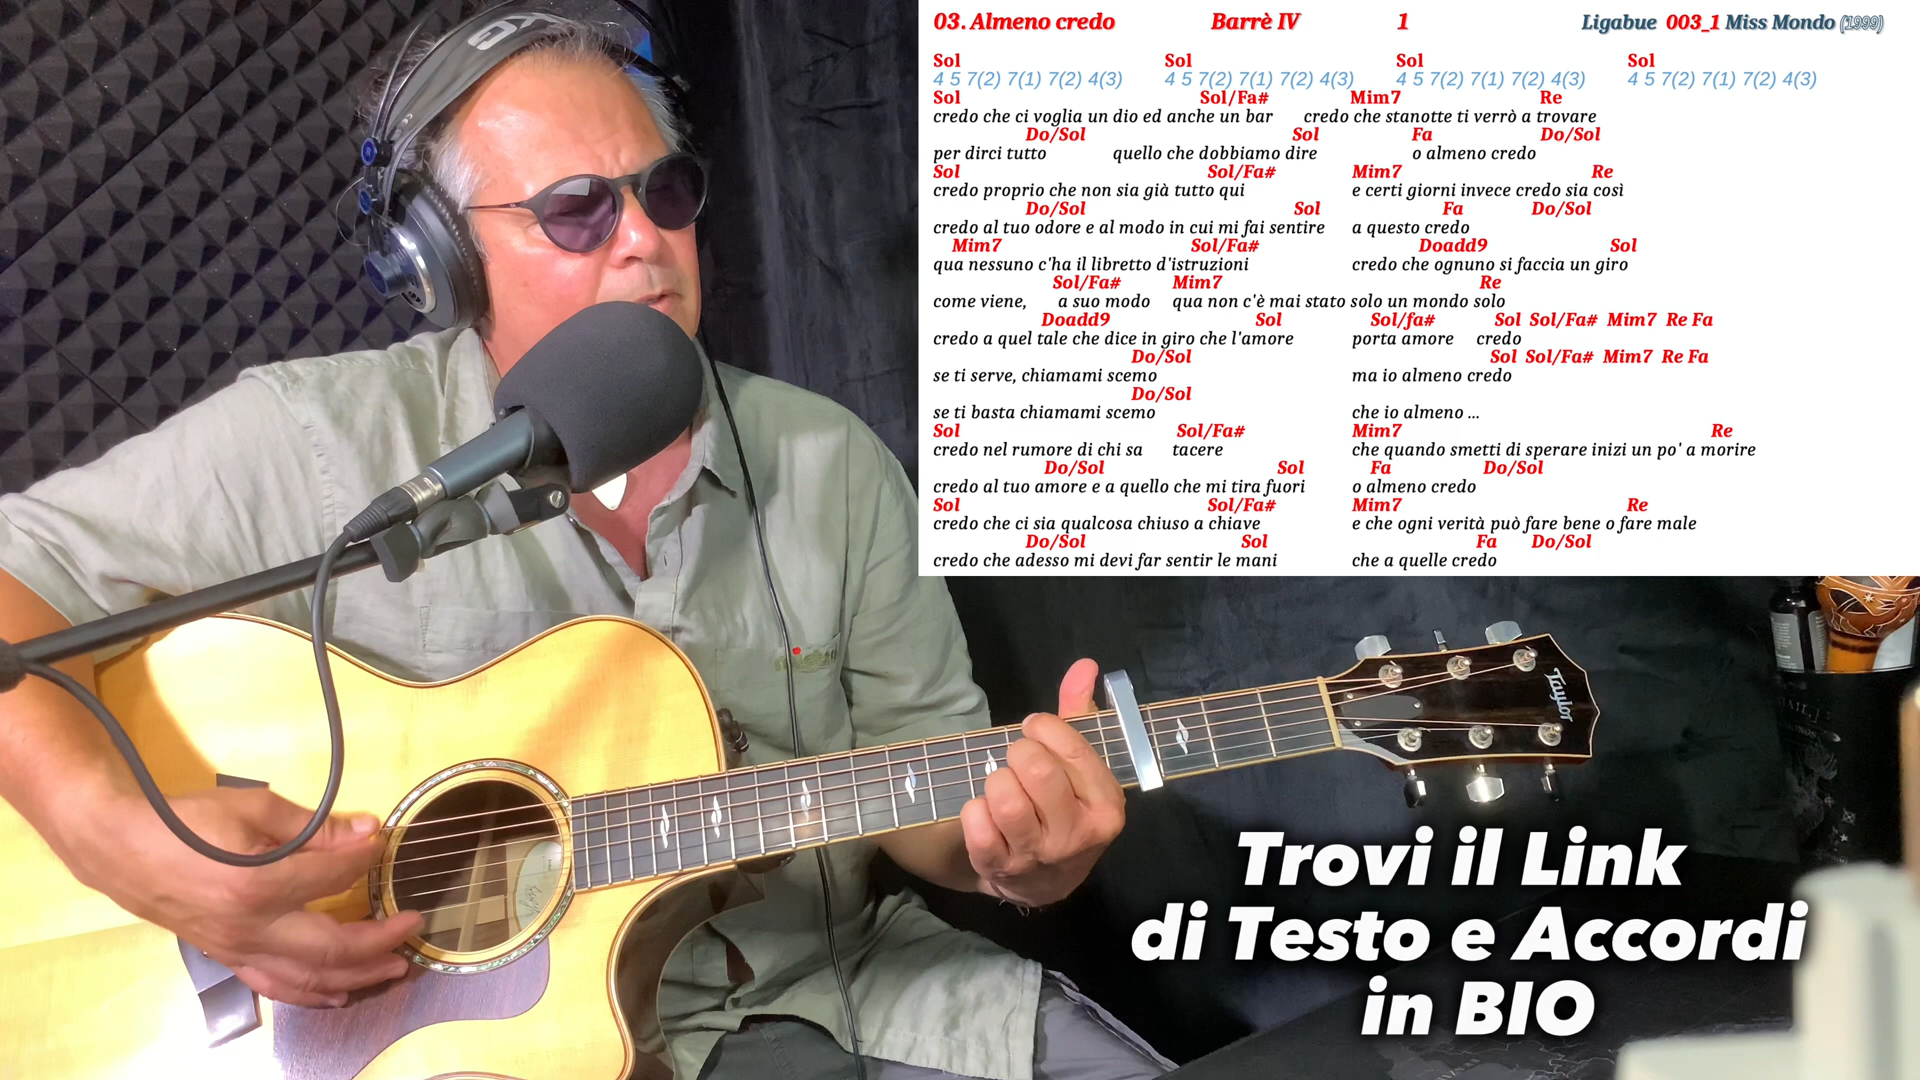 03. Almeno credo Barrè IV 1 Ligabue 003_1 Miss Mondo (1999)
Sol Sol Sol Sol
4 5 7(2) 7(1) 7(2) 4(3) 4 5 7(2) 7(1) 7(2) 4(3) 4 5 7(2) 7(1) 7(2) 4(3) 4 5 7(2) 7(1) 7(2) 4(3)
Sol Sol/Fa# Mim7 Re
credo che ci voglia un dio ed anche un bar credo che stanotte ti verrò a trovare
Do/Sol Sol Fa Do/Sol
per dirci tutto quello che dobbiamo dire o almeno credo
Sol Sol/Fa# Mim7 Re
credo proprio che non sia già tutto qui e certi giorni invece credo sia così
Do/Sol Sol Fa Do/Sol
credo al tuo odore e al modo in cui mi fai sentire a questo credo
Mim7 Sol/Fa# Doadd9 Sol
qua nessuno c'ha il libretto d'istruzioni credo che ognuno si faccia un giro
Sol/Fa# Mim7 Re
come viene, a suo modo qua non c'è mai stato solo un mondo solo
Doadd9 Sol Sol/fa# Sol Sol/Fa# Mim7 Re Fa
credo a quel tale che dice in giro che l'amore porta amore credo
Do/Sol Sol Sol/Fa# Mim7 Re Fa
se ti serve, chiamami scemo ma io almeno credo
Do/Sol
se ti basta chiamami scemo che io almeno ...
Sol Sol/Fa# Mim7 Re
credo nel rumore di chi sa tacere che quando smetti di sperare inizi un po' a morire
Do/Sol Sol Fa Do/Sol
credo al tuo amore e a quello che mi tira fuori o almeno credo
Sol Sol/Fa# Mim7 Re
credo che ci sia qualcosa chiuso a chiave e che ogni verità può fare bene o fare male
Do/Sol Sol Fa Do/Sol
credo che adesso mi devi far sentir le mani che a quelle credo
AKG
Taylor
Trovi il Link
di Testo e Accordi
in BIO